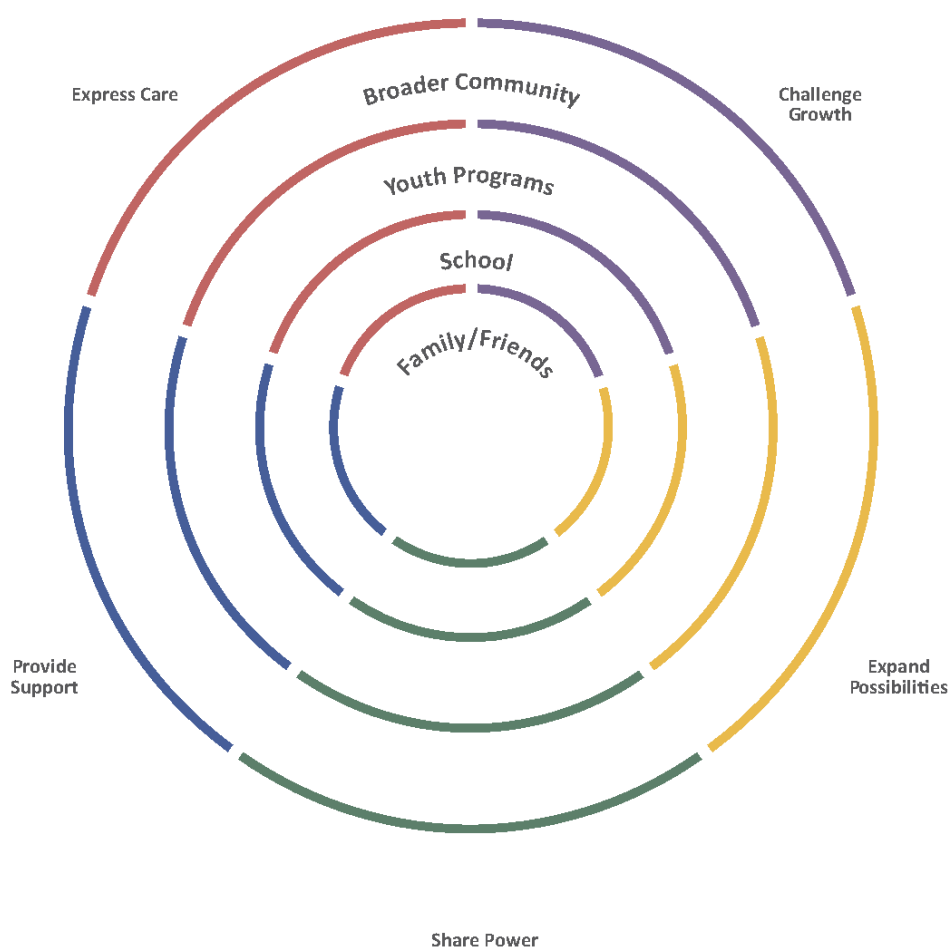 Express Care
Broader Community
Challenge
Growth
Youth Programs
School
Family/Friends
Provide
Support
Expand
Possibilities
Share Power